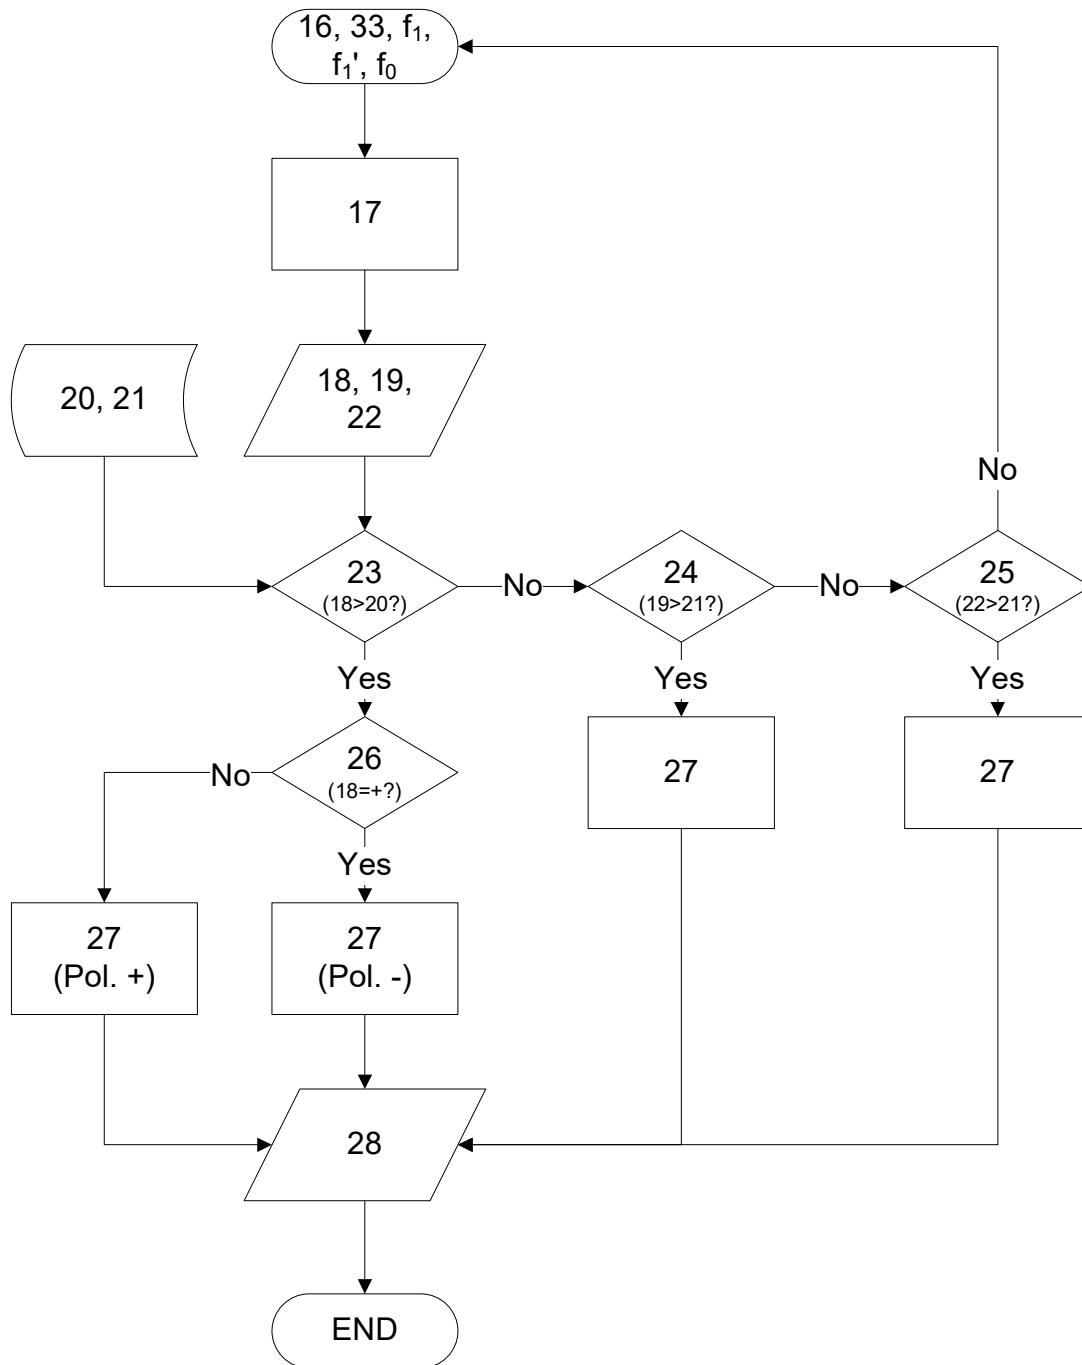 16, 33, f₁,
f₁', f₀
17
20, 21
18, 19,
22
No
23
(18>20?)
No
24
(19>21?)
No
25
(22>21?)
Yes
Yes
Yes
26
(18=+?)
No
27
27
Yes
27
(Pol. +)
27
(Pol. -)
28
END